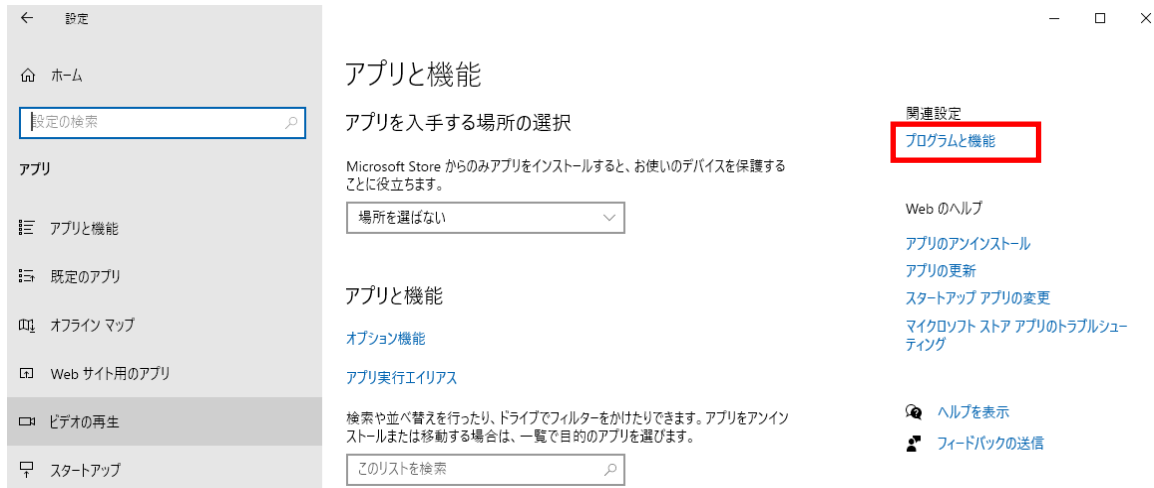 設定
ホーム
設定の検索
アプリ
アプリと機能
既定のアプリ
オフライン マップ
Web サイト用のアプリ
ビデオの再生
スタートアップ
アプリと機能
アプリを入手する場所の選択
Microsoft Store からのみアプリをインストールすると、お使いのデバイスを保護する
ことに役立ちます。
場所を選ばない
アプリと機能
オプション機能
アプリ実行エイリアス
検索や並べ替えを行ったり、ドライブでフィルターをかけたりできます。アプリをアンイン
ストールまたは移動する場合は、一覧で目的のアプリを選びます。
このリストを検索
関連設定
プログラムと機能
Web のヘルプ
アプリのアンインストール
アプリの更新
スタートアップ アプリの変更
マイクロソフト ストア アプリのトラブルシュー
ティング
ヘルプを表示
フィードバックの送信